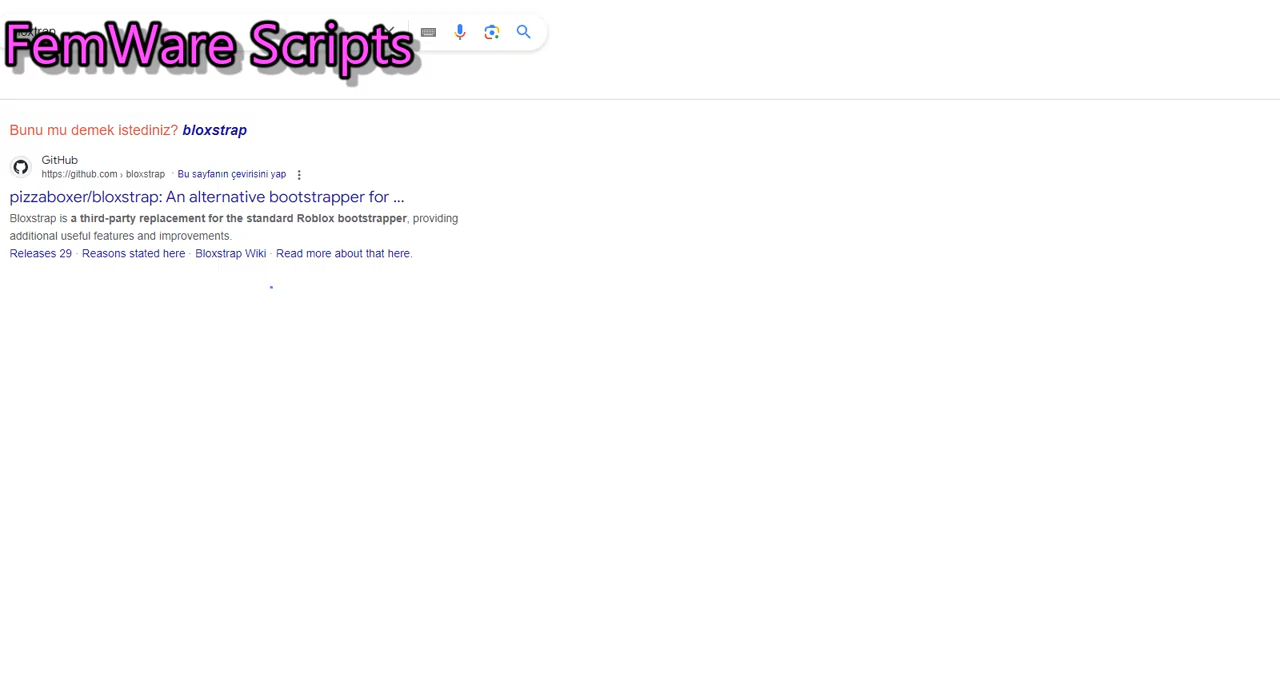 FemWare Scripts
Bunu mu demek istediniz? bloxstrap
GitHub
https://github.com › bloxstrap · Bu sayfanın çevirisini yap
pizzaboxer/bloxstrap: An alternative bootstrapper for ...
Bloxstrap is a third-party replacement for the standard Roblox bootstrapper, providing
additional useful features and improvements.
Releases 29 · Reasons stated here · Bloxstrap Wiki · Read more about that here.